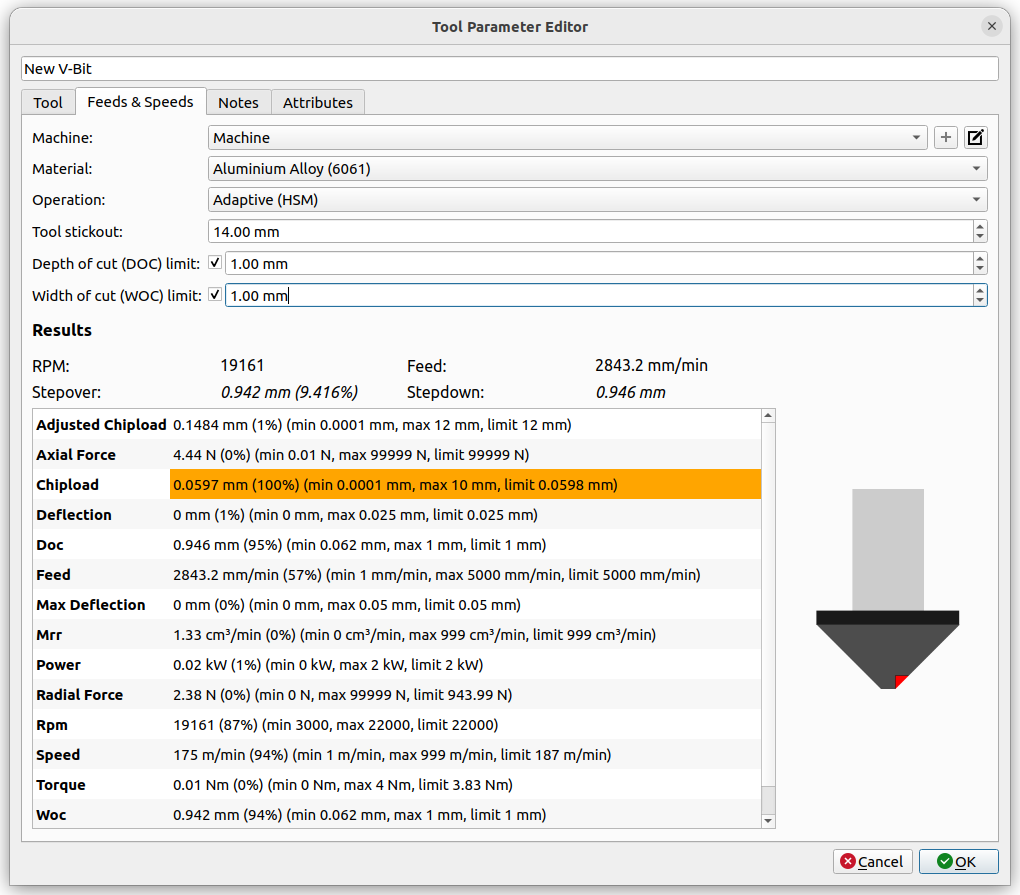 Tool Parameter Editor
New V-Bit
Tool Feeds & Speeds Notes Attributes
Machine: Machine
Material: Aluminium Alloy (6061)
Operation: Adaptive (HSM)
Tool stickout: 14.00 mm
Depth of cut (DOC) limit: 1.00 mm
Width of cut (WOC) limit: 1.00 mm
Results
RPM: 19161 Feed: 2843.2 mm/min
Stepover: 0.942 mm (9.416%) Stepdown: 0.946 mm
Adjusted Chipload 0.1484 mm (1%) (min 0.0001 mm, max 12 mm, limit 12 mm)
Axial Force 4.44 N (0%) (min 0.01 N, max 99999 N, limit 99999 N)
Chipload 0.0597 mm (100%) (min 0.0001 mm, max 10 mm, limit 0.0598 mm)
Deflection 0 mm (1%) (min 0 mm, max 0.025 mm, limit 0.025 mm)
Doc 0.946 mm (95%) (min 0.062 mm, max 1 mm, limit 1 mm)
Feed 2843.2 mm/min (57%) (min 1 mm/min, max 5000 mm/min, limit 5000 mm/min)
Max Deflection 0 mm (0%) (min 0 mm, max 0.05 mm, limit 0.05 mm)
Mrr 1.33 cm³/min (0%) (min 0 cm³/min, max 999 cm³/min, limit 999 cm³/min)
Power 0.02 kW (1%) (min 0 kW, max 2 kW, limit 2 kW)
Radial Force 2.38 N (0%) (min 0 N, max 99999 N, limit 943.99 N)
Rpm 19161 (87%) (min 3000, max 22000, limit 22000)
Speed 175 m/min (94%) (min 1 m/min, max 999 m/min, limit 187 m/min)
Torque 0.01 Nm (0%) (min 0 Nm, max 4 Nm, limit 3.83 Nm)
Woc 0.942 mm (94%) (min 0.062 mm, max 1 mm, limit 1 mm)
Cancel OK